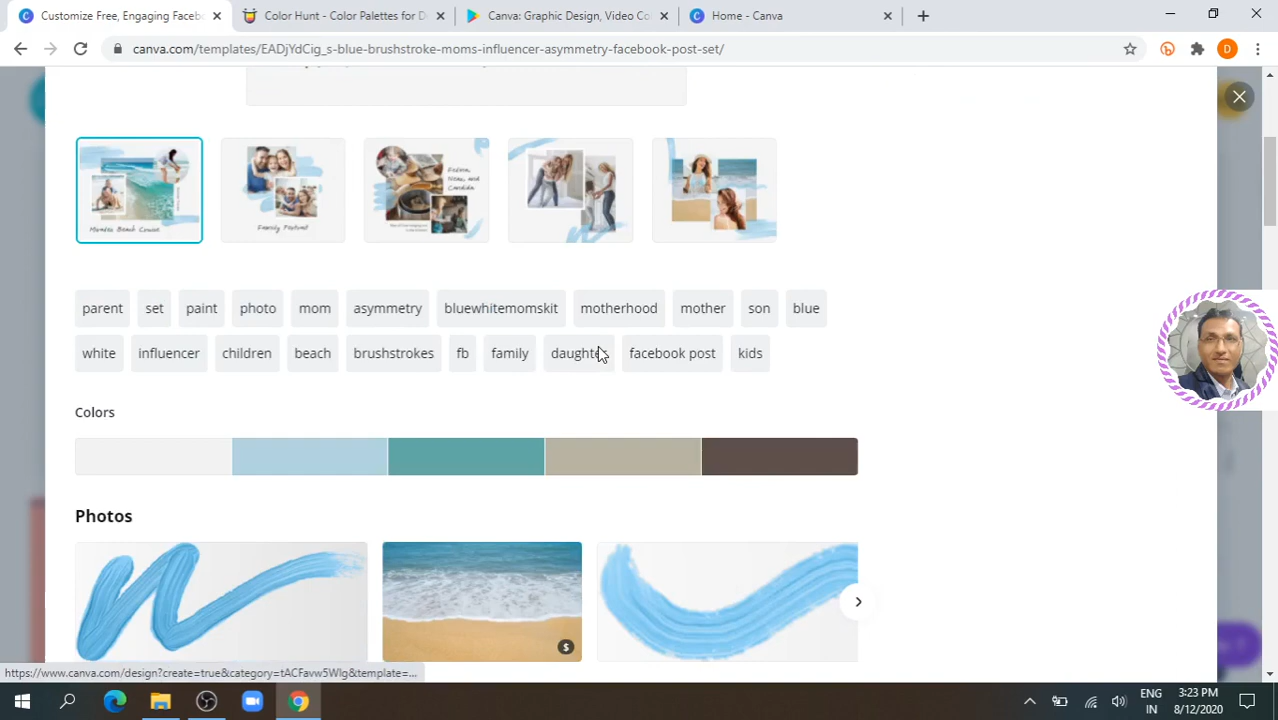 Customize Free, Engaging Facebo
Color Hunt - Color Palettes for D
Canva: Graphic Design, Video Co
Home - Canva
canva.com/templates/EADjYdCig_s-blue-brushstroke-moms-influencer-asymmetry-facebook-post-set/
D
Family Portrait
parent set paint photo mom asymmetry bluewhitemomskit motherhood mother son blue
white influencer children beach brushstrokes fb family daughter facebook post kids
Colors
Photos
$
https://www.canva.com/design?create=true&category=tACFavw5Wlg&template=...
ENG
IN
3:23 PM
8/12/2020